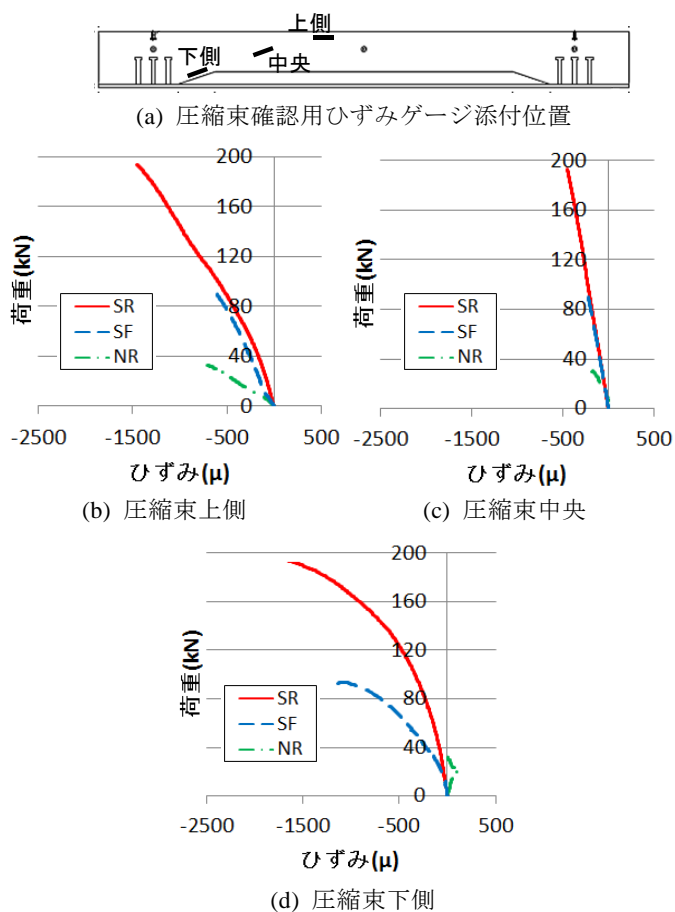 上側
下側
中央
(a) 圧縮束確認用ひずみゲージ添付位置
200
160
120
80
40
0
荷重(kN)
SR
SF
NR
-2500 -1500 -500 500
ひずみ(μ)
(b) 圧縮束上側
200
160
120
80
40
0
荷重(kN)
SR
SF
NR
-2500 -1500 -500 500
ひずみ(μ)
(c) 圧縮束中央
200
160
120
80
40
0
荷重(kN)
SR
SF
NR
-2500 -1500 -500 500
ひずみ(μ)
(d) 圧縮束下側